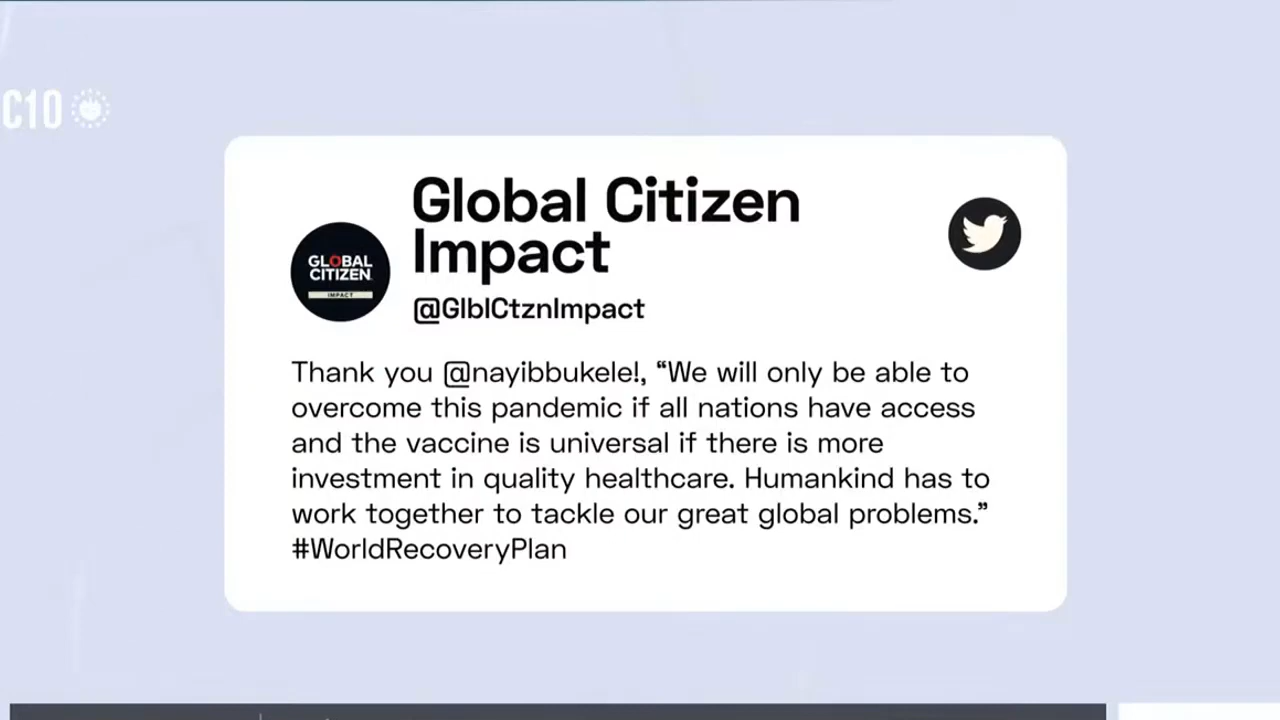 C10
Global Citizen
Impact
GLOBAL
CITIZEN
IMPACT
@GlblCtznImpact
Thank you @nayibbukele!, “We will only be able to
overcome this pandemic if all nations have access
and the vaccine is universal if there is more
investment in quality healthcare. Humankind has to
work together to tackle our great global problems.”
#WorldRecoveryPlan